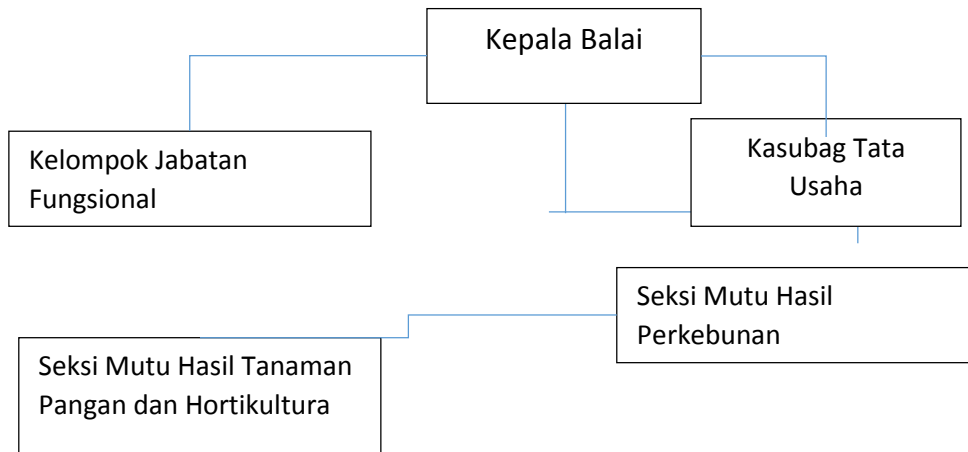 Kepala Balai
Kelompok Jabatan
Fungsional
Kasubag Tata
Usaha
Seksi Mutu Hasil
Perkebunan
Seksi Mutu Hasil Tanaman
Pangan dan Hortikultura